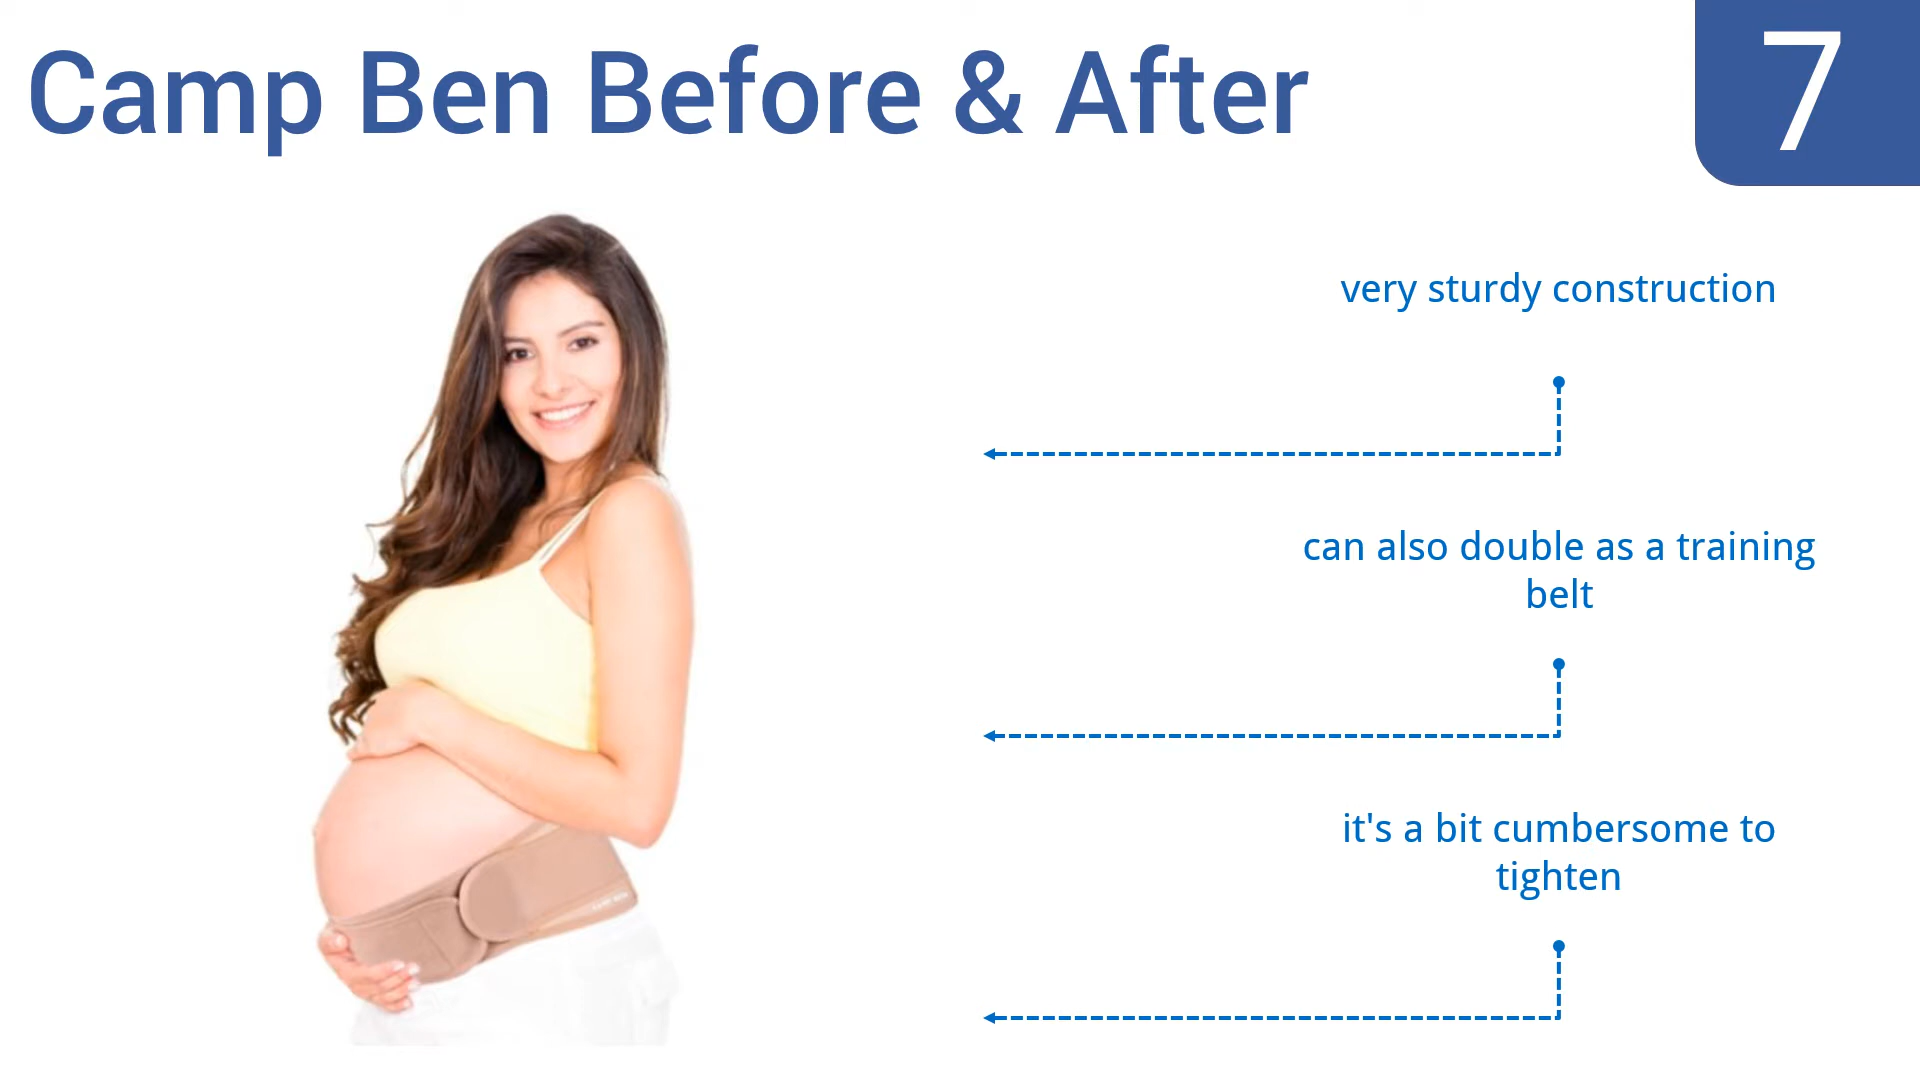 Camp Ben Before & After
7
very sturdy construction
can also double as a training
belt
it's a bit cumbersome to
tighten